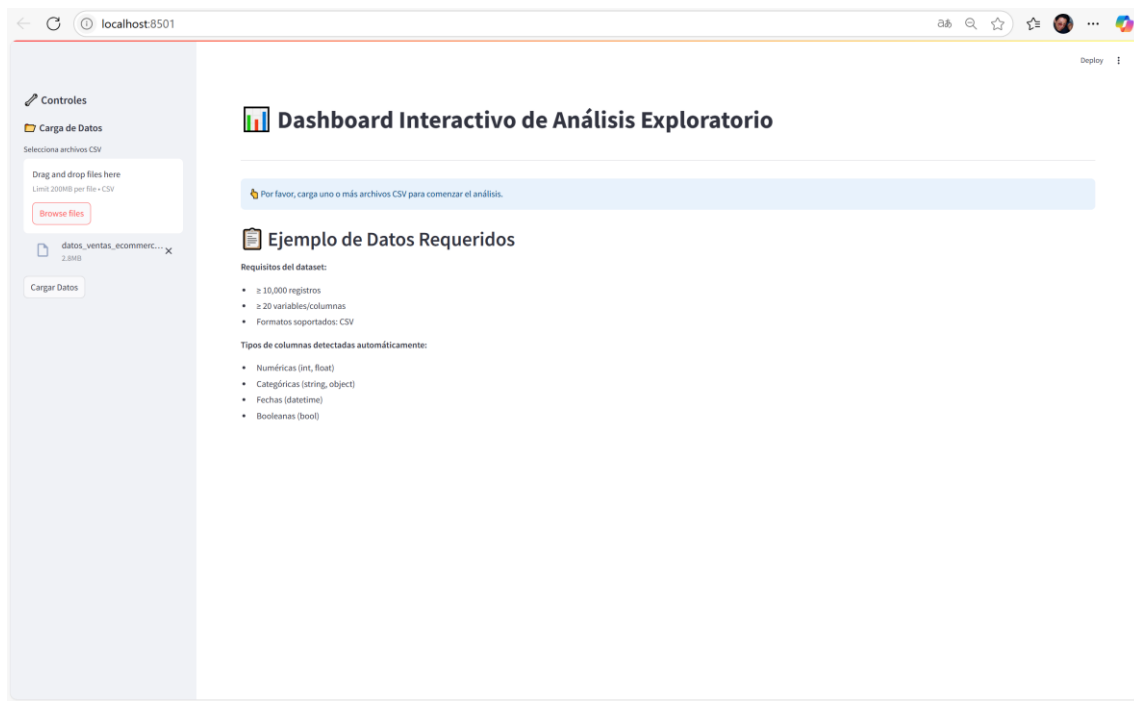 localhost:8501
Deploy
Controles
Carga de Datos
Selecciona archivos CSV
Drag and drop files here
Limit 200MB per file • CSV
Browse files
datos_ventas_ecommerc...
2.8MB
Cargar Datos
Dashboard Interactivo de Análisis Exploratorio
Por favor, carga uno o más archivos CSV para comenzar el análisis.
Ejemplo de Datos Requeridos
Requisitos del dataset:
• ≥ 10,000 registros
• ≥ 20 variables/columnas
• Formatos soportados: CSV
Tipos de columnas detectadas automáticamente:
• Numéricas (int, float)
• Categóricas (string, object)
• Fechas (datetime)
• Booleanas (bool)